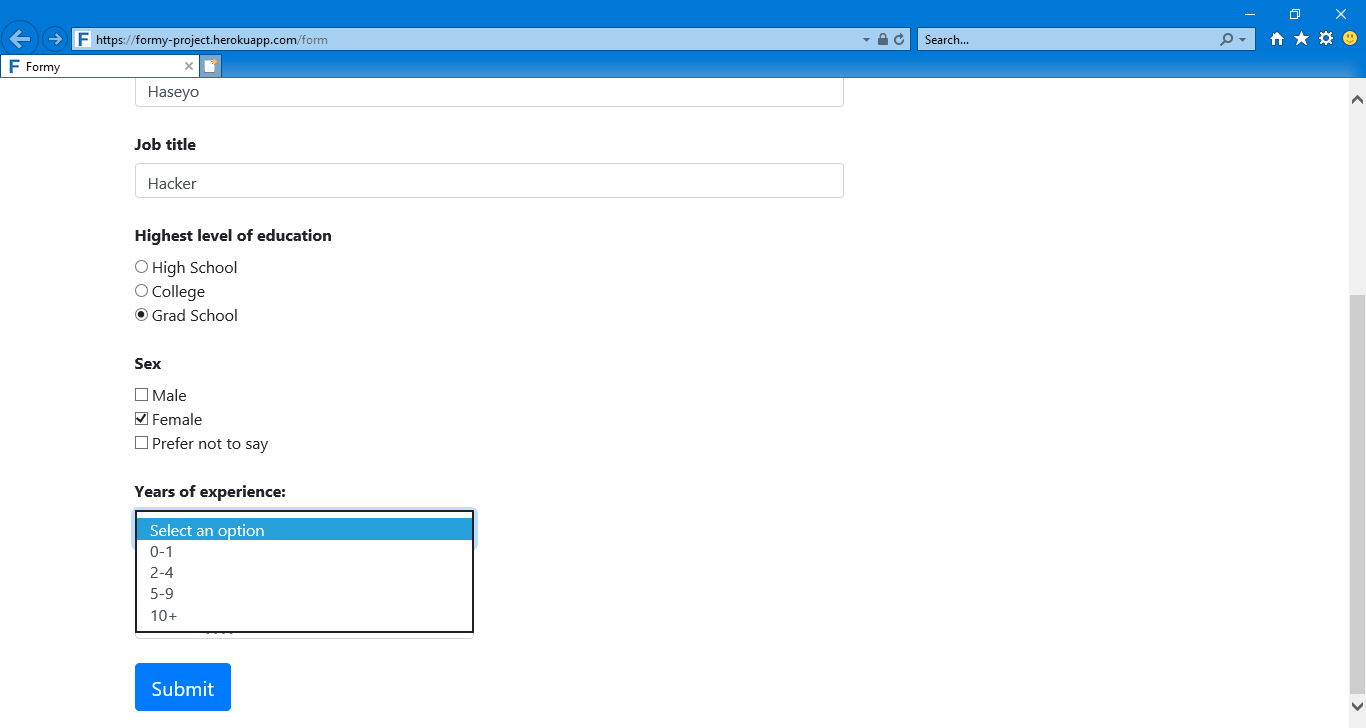 https://formy-project.herokuapp.com/form
Search...
Formy
Haseyo
Job title
Hacker
Highest level of education
High School
College
Grad School
Sex
Male
Female
Prefer not to say
Years of experience:
Select an option
0-1
2-4
5-9
10+
Submit